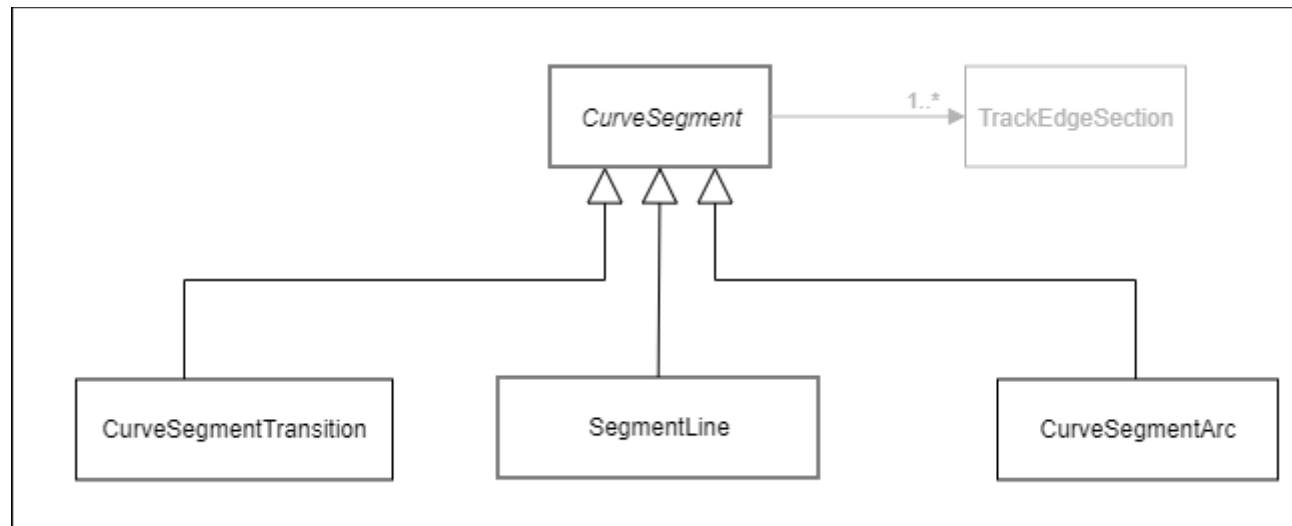 CurveSegment
1..*
TrackEdgeSection
CurveSegmentTransition
SegmentLine
CurveSegmentArc